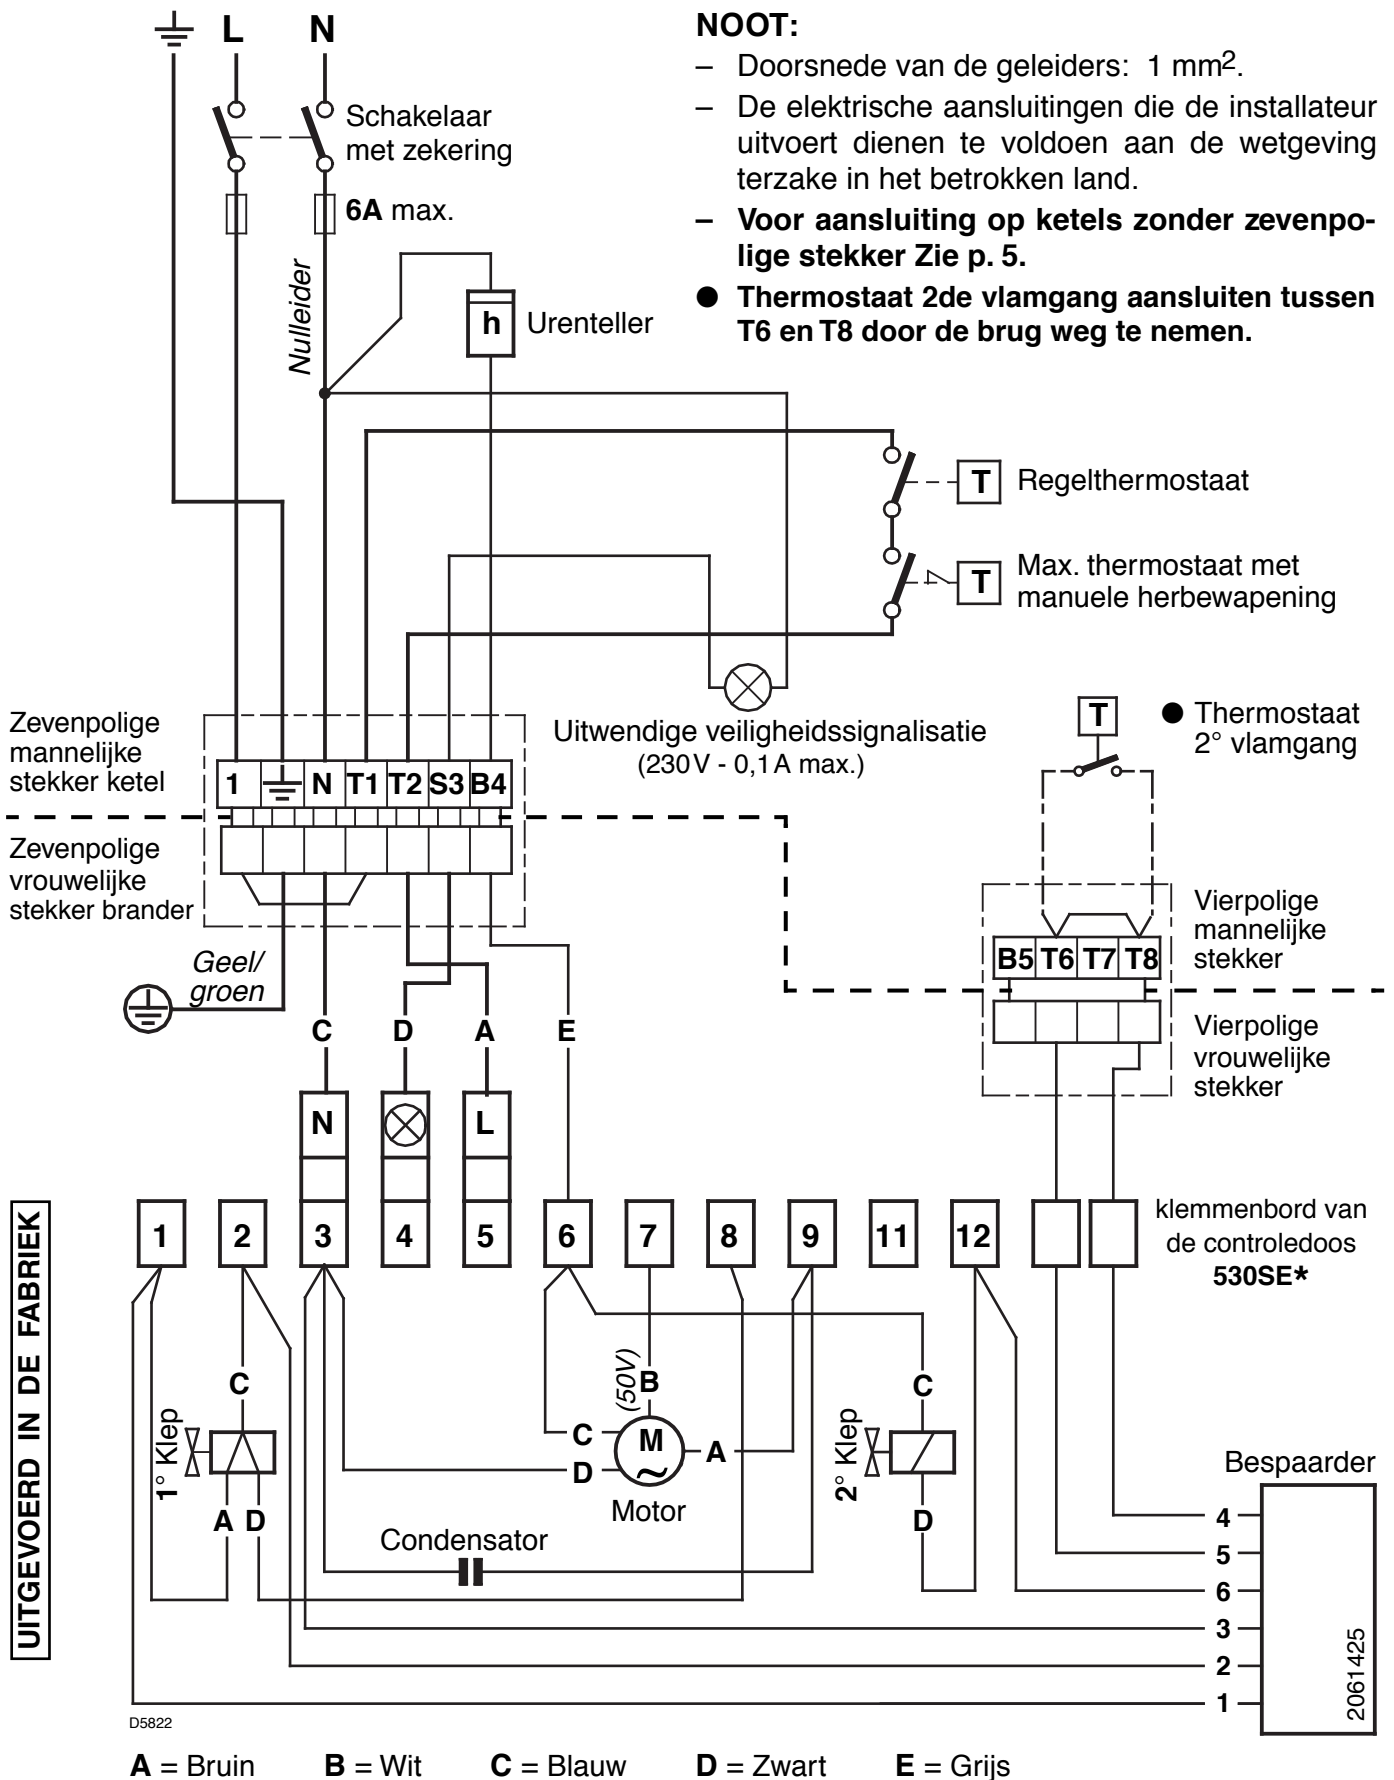 L N
NOOT:
– Doorsnede van de geleiders: 1 mm².
– De elektrische aansluitingen die de installateur
uitvoert dienen te voldoen aan de wetgeving
terzake in het betrokken land.
– Voor aansluiting op ketels zonder zevenpo-
lige stekker Zie p. 5.
● Thermostaat 2de vlamgang aansluiten tussen
T6 en T8 door de brug weg te nemen.
Schakelaar
met zekering
6A max.
Nulleider
h Urenteller
T Regelthermostaat
T Max. thermostaat met
manuele herbewapening
Uitwendige veiligheidssignalisatie
(230V - 0,1A max.)
T ● Thermostaat
2° vlamgang
Zevenpolige
mannelijke
stekker ketel
1 N T1 T2 S3 B4
Zevenpolige
vrouwelijke
stekker brander
Geel/
groen
Vierpolige
mannelijke
stekker
B5 T6 T7 T8
Vierpolige
vrouwelijke
stekker
C D A E
N L
1 2 3 4 5 6 7 8 9 11 12
klemmenbord van
de controledoos
530SE*
UITGEVOERD IN DE FABRIEK
C
1° Klep
A D
(50V)
B
C
D
M
~
A
Motor
C
2° Klep
D
Condensator
Bespaarder
4
5
6
3
2
1
2061425
D5822
A = Bruin B = Wit C = Blauw D = Zwart E = Grijs